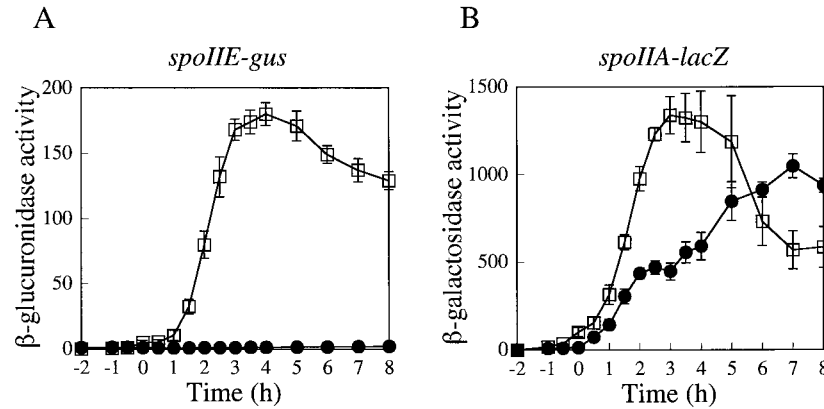 A
B
spoIIE-gus
spoIIA-lacZ
β-glucuronidase activity
200
150
100
50
0
-2 -1 0 1 2 3 4 5 6 7 8
Time (h)
β-galactosidase activity
1500
1000
500
0
-2 -1 0 1 2 3 4 5 6 7 8
Time (h)